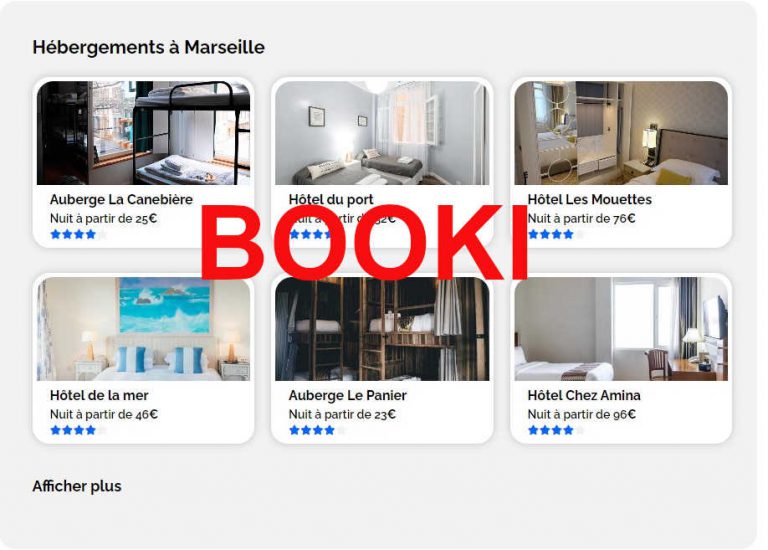 Hébergements à Marseille
Auberge La Canebière
Nuit à partir de 25€
Hôtel du port
Nuit à partir de 52€
Hôtel Les Mouettes
Nuit à partir de 76€
BOOKI
Hôtel de la mer
Nuit à partir de 46€
Auberge Le Panier
Nuit à partir de 23€
Hôtel Chez Amina
Nuit à partir de 96€
Afficher plus